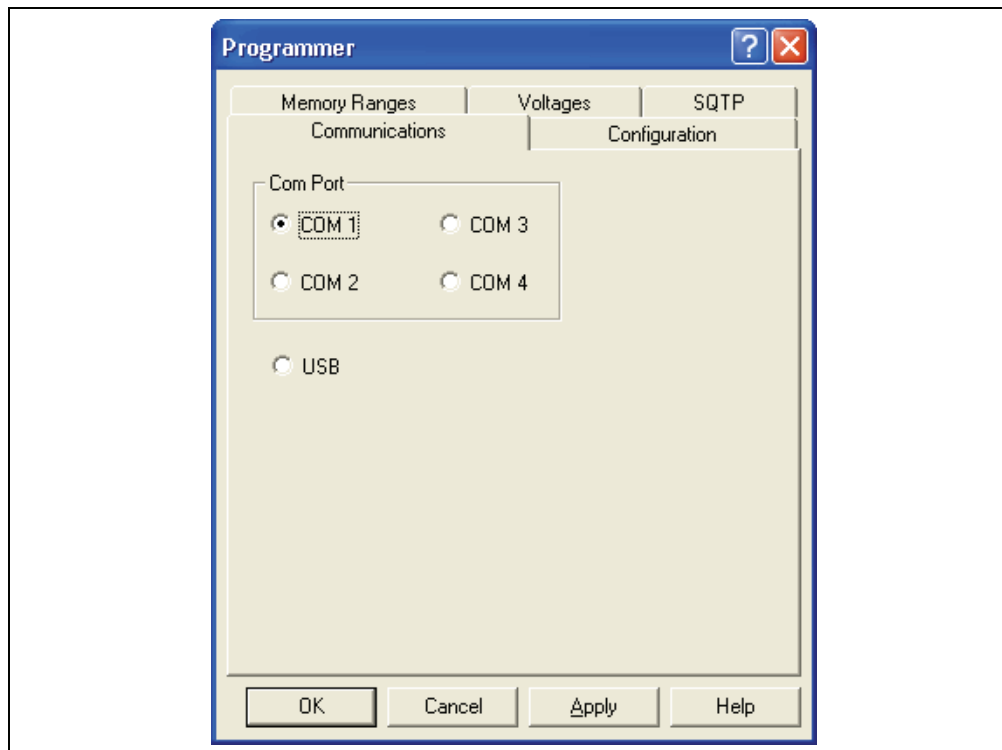 Programmer
Memory Ranges Voltages SQTP
Communications Configuration
Com Port
COM 1 COM 3
COM 2 COM 4
USB
OK Cancel Apply Help